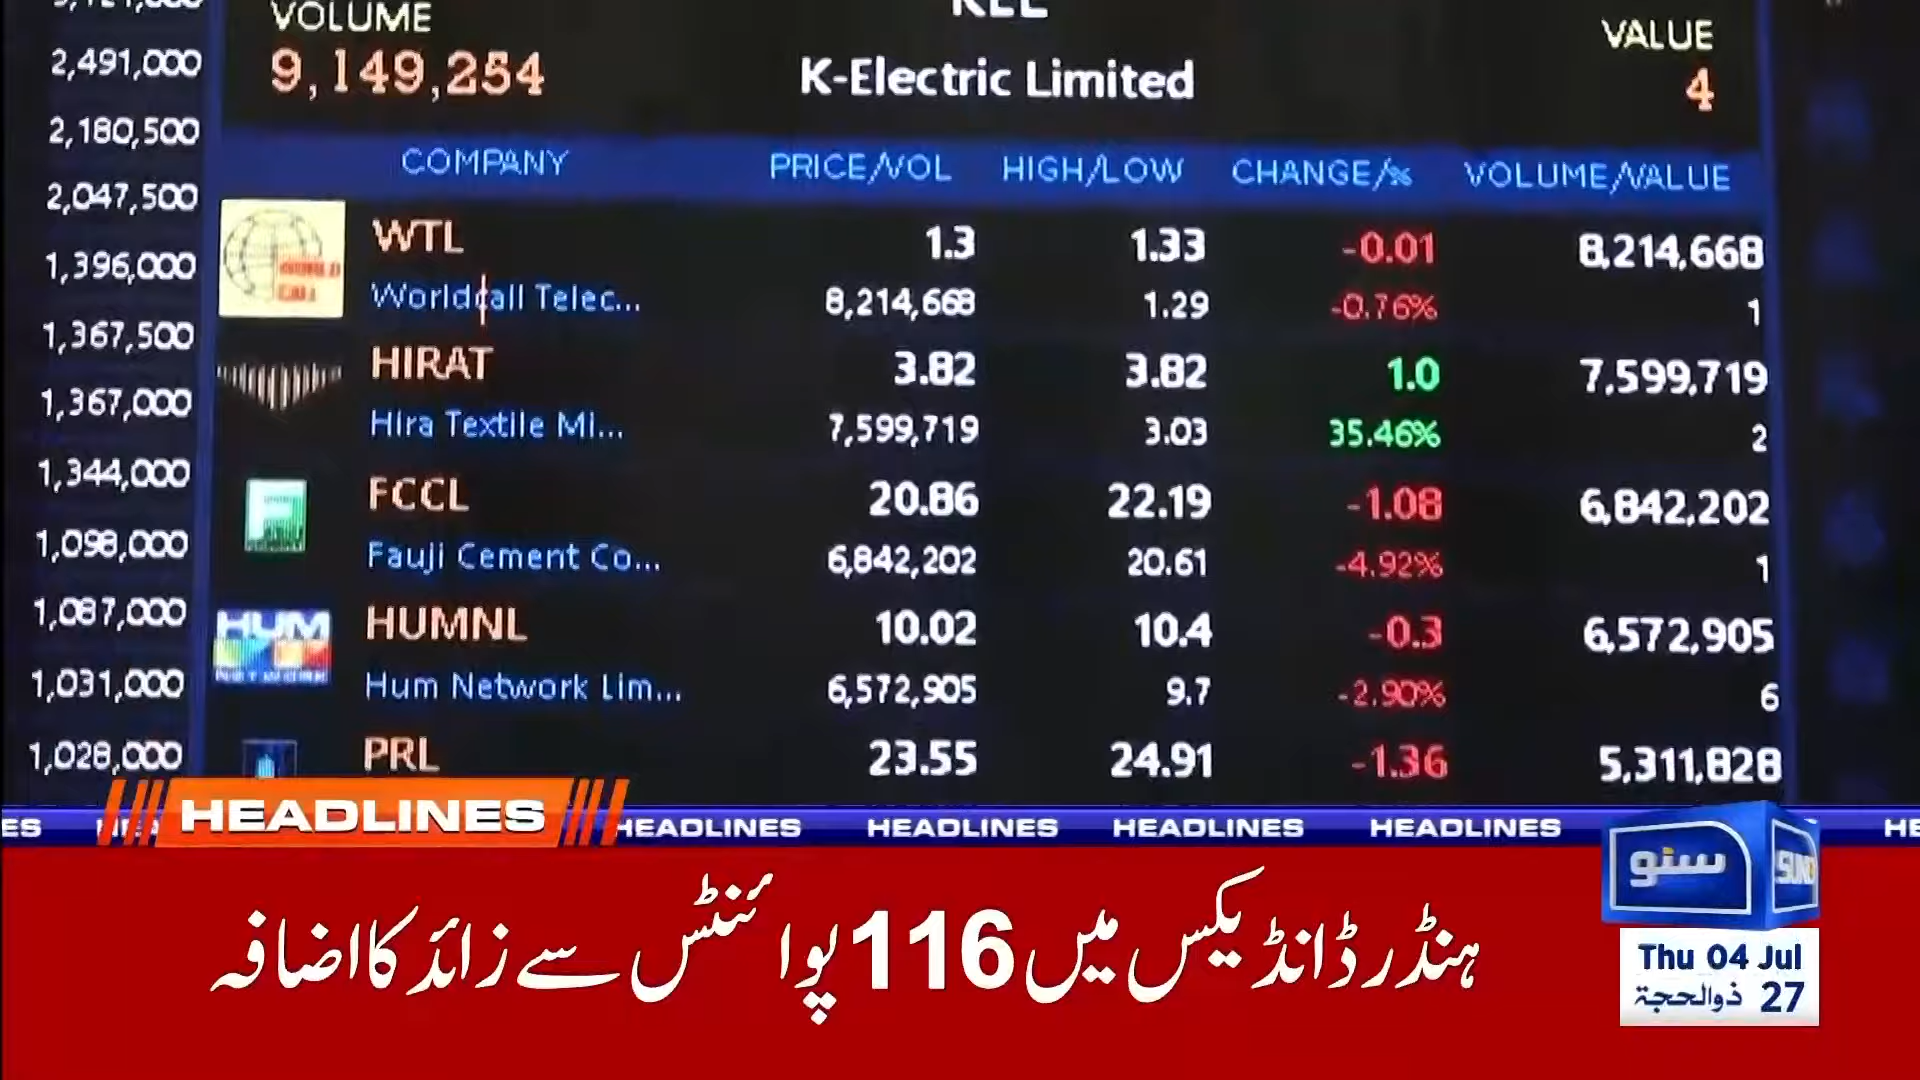 2,491,000
2,180,500
2,047,500
1,396,000
1,367,500
1,367,000
1,344,000
1,098,000
1,087,000
1,031,000
1,028,000
VOLUME
9,149,254
K-Electric Limited
VALUE
4
COMPANY PRICE/VOL HIGH/LOW CHANGE/% VOLUME/VALUE
WTL 1.3 1.33 -0.01 8,214,668
Worldcall Telec... 8,214,668 1.29 -0.76% 1
HIRAT 3.82 3.82 1.0 7,599,719
Hira Textile Mi... 7,599,719 3.03 35.46% 2
FCCL 20.86 22.19 -1.08 6,842,202
Fauji Cement Co... 6,842,202 20.61 -4.92% 1
HUM
HUMNL 10.02 10.4 -0.3 6,572,905
Hum Network Lim... 6,572,905 9.7 -2.90% 6
PRL 23.55 24.91 -1.36 5,311,828
HEADLINES
HEADLINES HEADLINES HEADLINES HEADLINES
ہنڈرڈ انڈیکس میں 116 پوائنٹس سے زائد کا اضافہ
سنو
SUNO
Thu 04 Jul
27 ذوالحجۃ